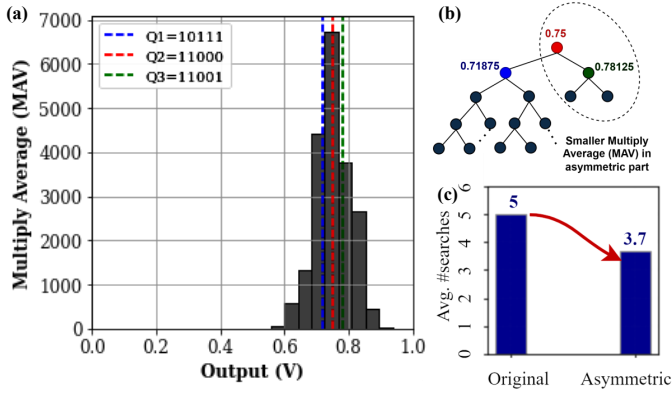 (a)
Q1=10111
Q2=11000
Q3=11001
Multiply Average (MAV)
7000
6000
5000
4000
3000
2000
1000
0
0.0 0.2 0.4 0.6 0.8 1.0
Output (V)
(b)
0.75
0.71875
0.78125
Smaller Multiply
Average (MAV) in
asymmetric part
(c)
Avg. #searches
6
5
4
3
2
1
0
5
3.7
Original Asymmetric